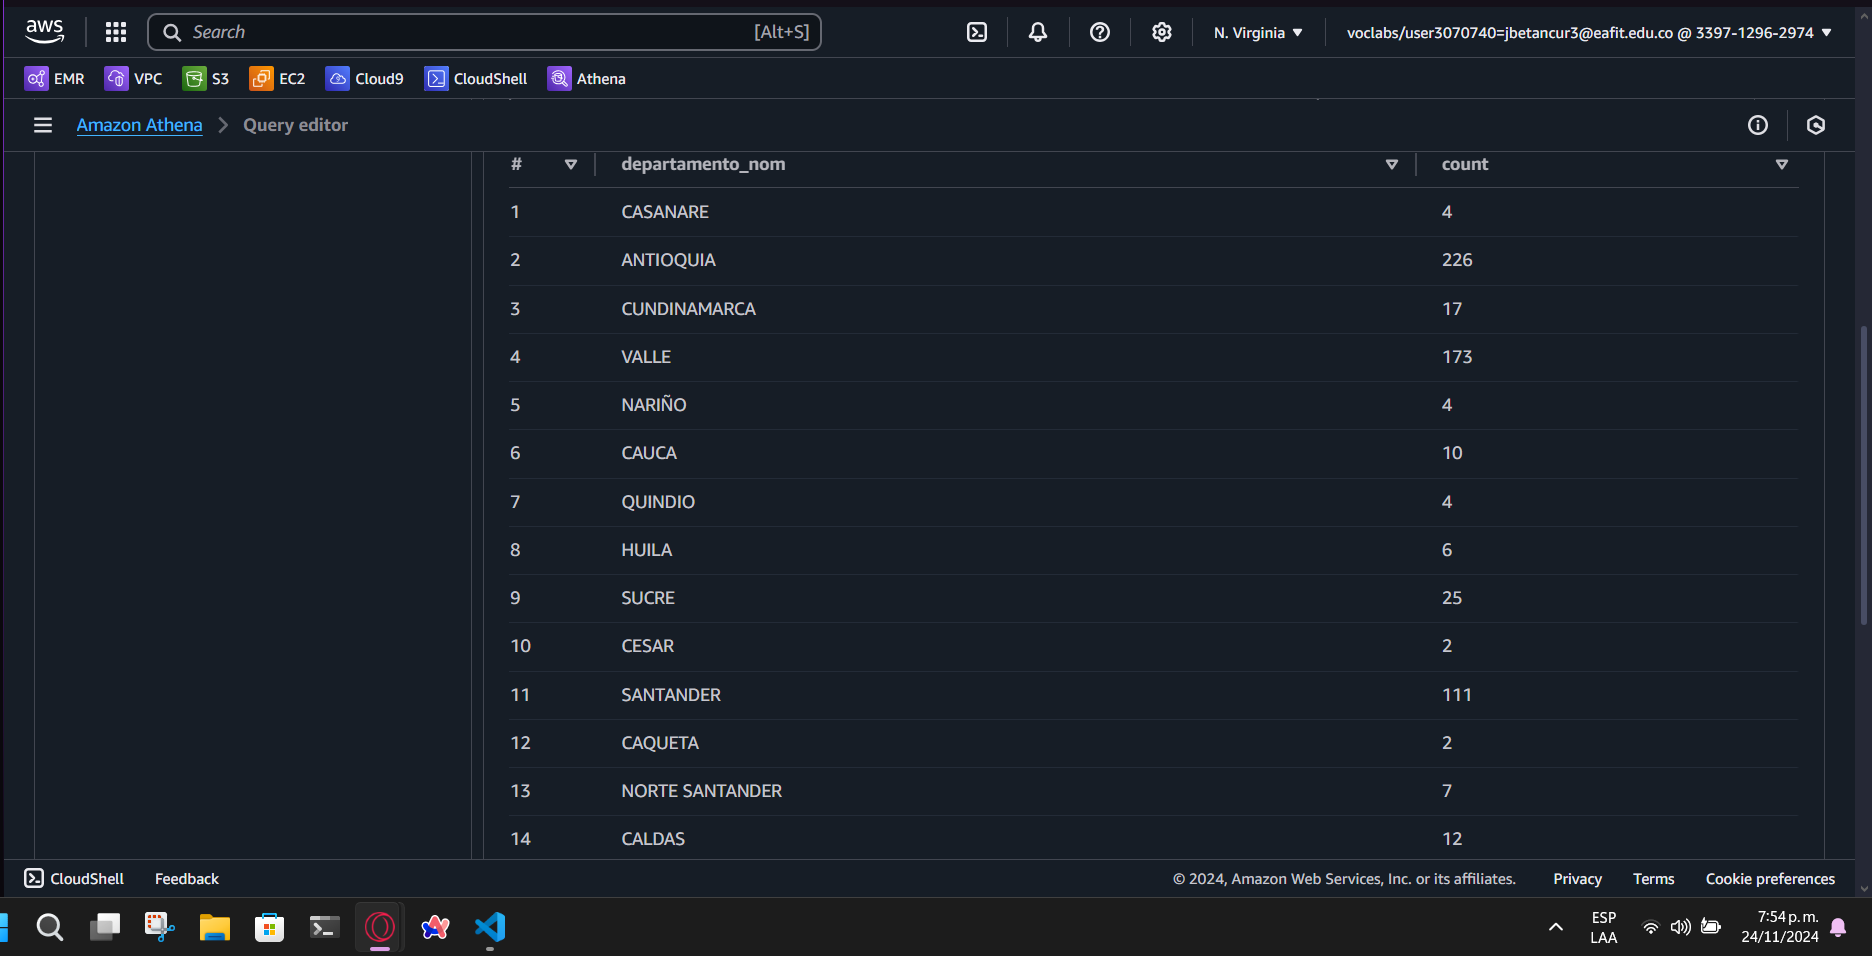 aws Search [Alt+S] N. Virginia voclabs/user3070740=jbetancur3@eafit.edu.co @ 3397-1296-2974
EMR VPC S3 EC2 Cloud9 CloudShell Athena
Amazon Athena Query editor
# departamento_nom count
1 CASANARE 4
2 ANTIOQUIA 226
3 CUNDINAMARCA 17
4 VALLE 173
5 NARIÑO 4
6 CAUCA 10
7 QUINDIO 4
8 HUILA 6
9 SUCRE 25
10 CESAR 2
11 SANTANDER 111
12 CAQUETA 2
13 NORTE SANTANDER 7
14 CALDAS 12
CloudShell Feedback © 2024, Amazon Web Services, Inc. or its affiliates. Privacy Terms Cookie preferences
ESP 7:54 p. m.
LAA 24/11/2024